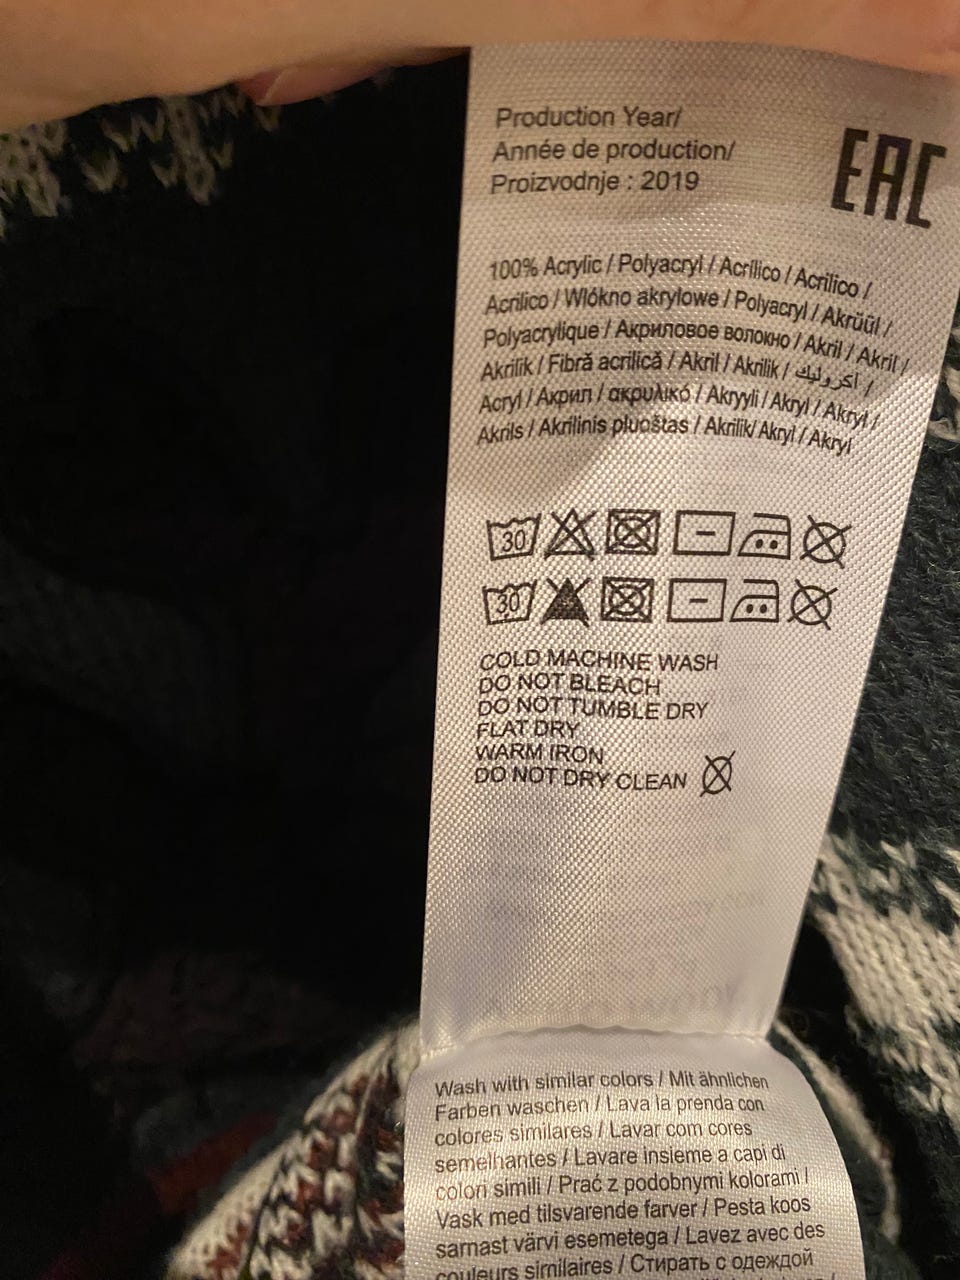 Production Year/
Année de production/
Proizvodnje : 2019
EAC
100% Acrylic / Polyacryl / Acrílico / Acrilico /
Acrílico / Włókno akrylowe / Polyacryl / Akrüül /
Polyacrylique / Акриловое волокно / Akril / Akril /
Akrilik / Fibră acrilică / Akril / Akrilik / أكروليك /
Acryl / Акрил / ακρυλικό / Akryyli / Akryl / Akryl /
Akrils / Akrilinis pluoštas / Akrilik/ Akryl / Akryl
30
30
COLD MACHINE WASH
DO NOT BLEACH
DO NOT TUMBLE DRY
FLAT DRY
WARM IRON
DO NOT DRY CLEAN
Wash with similar colors / Mit ähnlichen
Farben waschen / Lava la prenda con
colores similares / Lavar com cores
semelhantes / Lavare insieme a capi di
colori simili / Prać z podobnymi kolorami /
Vask med tilsvarende farver / Pesta koos
sarnast värvi esemetega / Lavez avec des
couleurs similaires / Стирать с одеждой